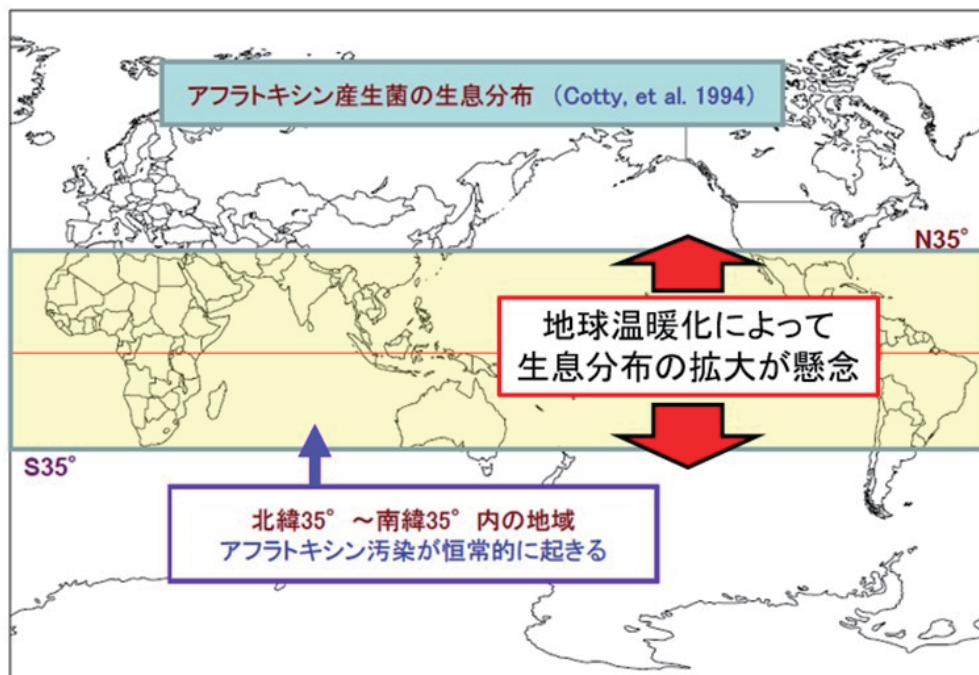 アフラトキシン産生菌の生息分布 (Cotty, et al. 1994)
N35°
地球温暖化によって
生息分布の拡大が懸念
S35°
北緯35° ～南緯35° 内の地域
アフラトキシン汚染が恒常的に起きる